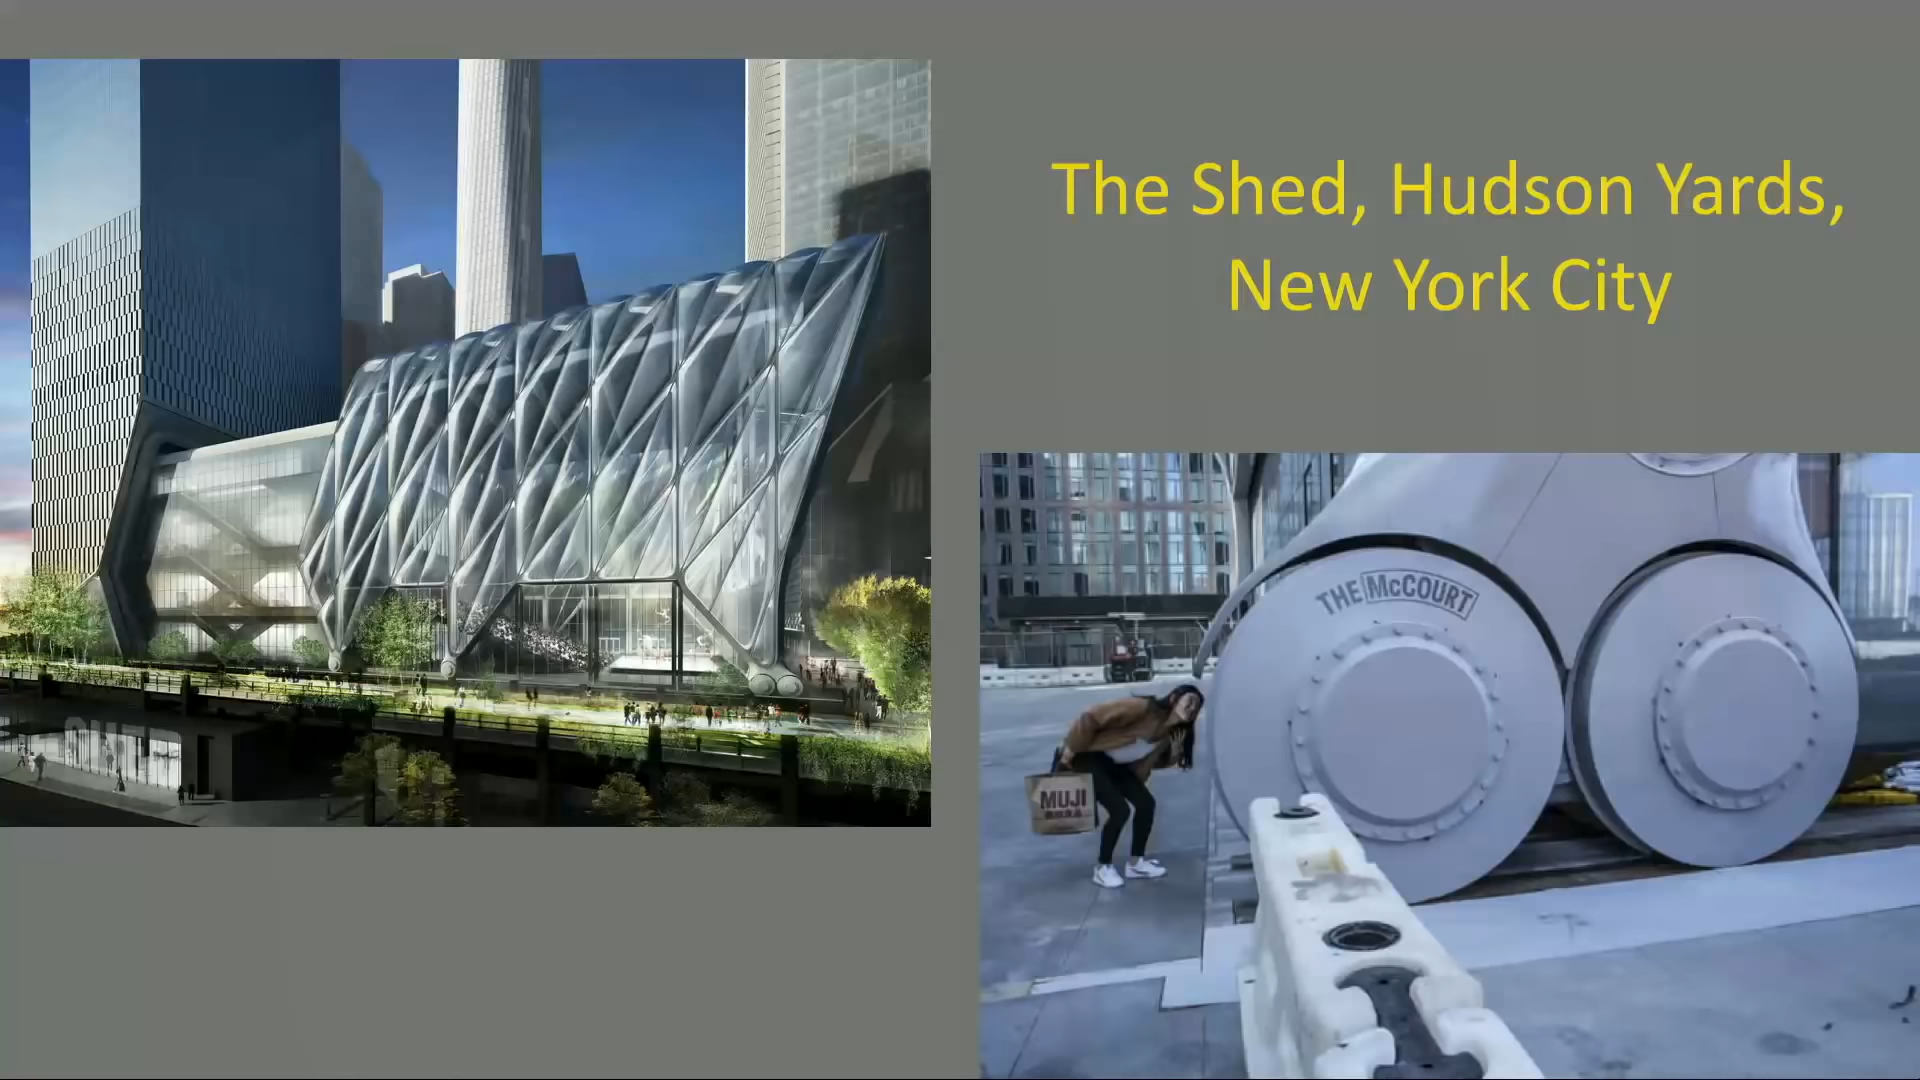 The Shed, Hudson Yards,
New York City
THE McCOURT
MUJI